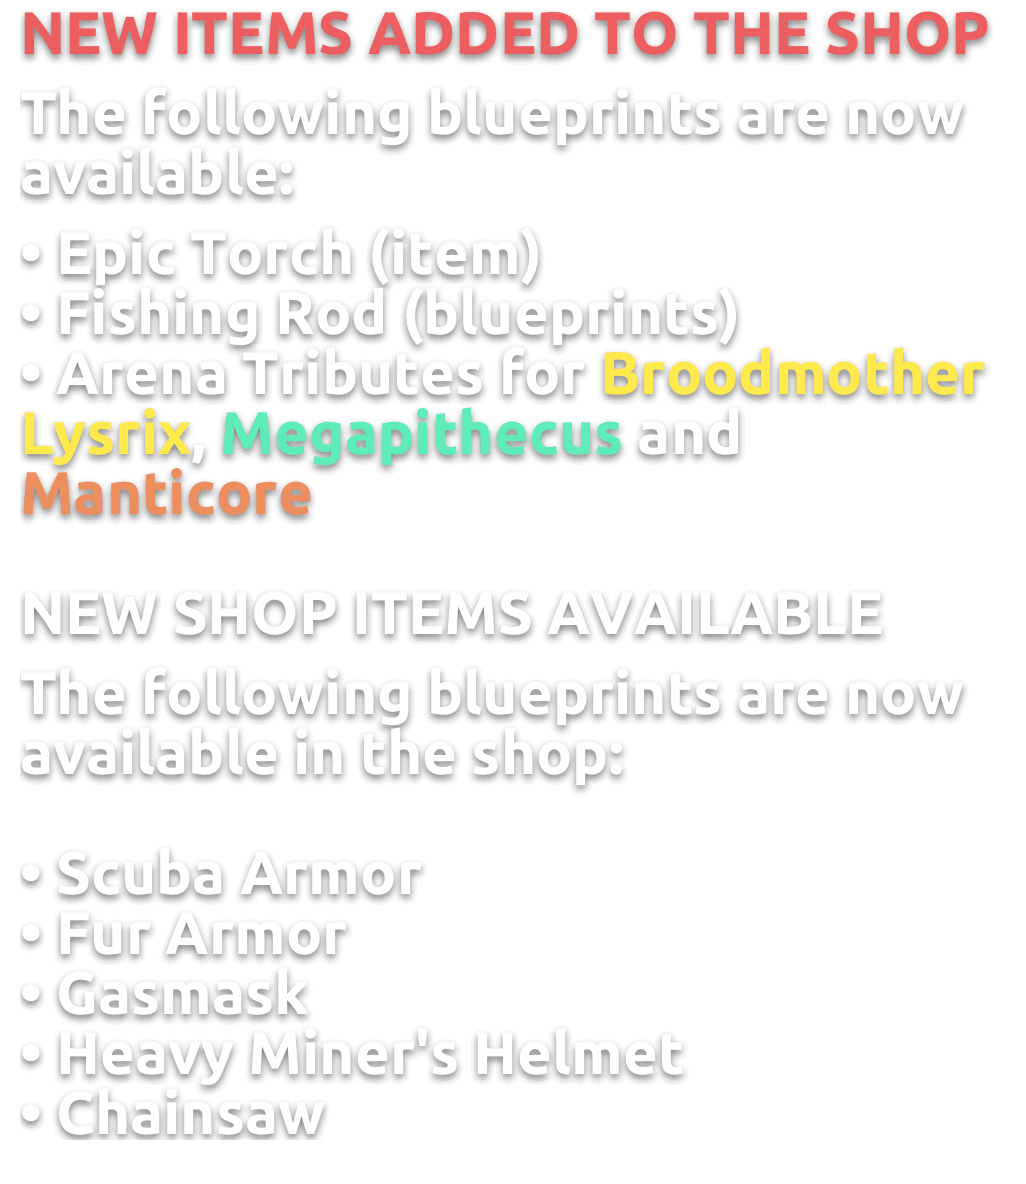 NEW ITEMS ADDED TO THE SHOP
The following blueprints are now
available:
• Epic Torch (item)
• Fishing Rod (blueprints)
• Arena Tributes for Broodmother
Lysrix, Megapithecus and
Manticore
NEW SHOP ITEMS AVAILABLE
The following blueprints are now
available in the shop:
• Scuba Armor
• Fur Armor
• Gasmask
• Heavy Miner's Helmet
• Chainsaw